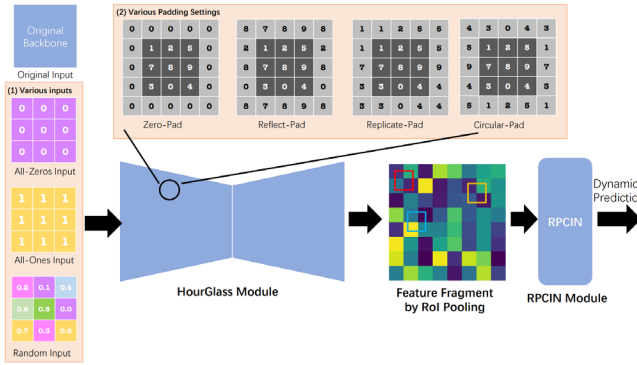 (2) Various Padding Settings
Original
Backbone
Original Input
0 0 0 0 0
0 1 2 5 0
0 7 8 9 0
0 3 0 4 0
0 0 0 0 0
Zero-Pad
8 7 8 9 8
2 1 2 5 2
8 7 8 9 8
0 3 0 4 0
8 7 8 9 8
Reflect-Pad
1 1 2 5 5
1 1 2 5 5
7 7 8 9 9
3 3 0 4 4
3 3 0 4 4
Replicate-Pad
4 3 0 4 3
5 1 2 5 1
9 7 8 9 7
4 3 0 4 3
5 1 2 5 1
Circular-Pad
(1) Various inputs
0 0 0
0 0 0
0 0 0
All-Zeros Input
1 1 1
1 1 1
1 1 1
All-Ones Input
0.1 0.4
0.6 0.5 0.0
0.7 0.3 0.9
Random Input
HourGlass Module
Feature Fragment
by RoI Pooling
RPCIN
RPCIN Module
Dynamic
Predictio